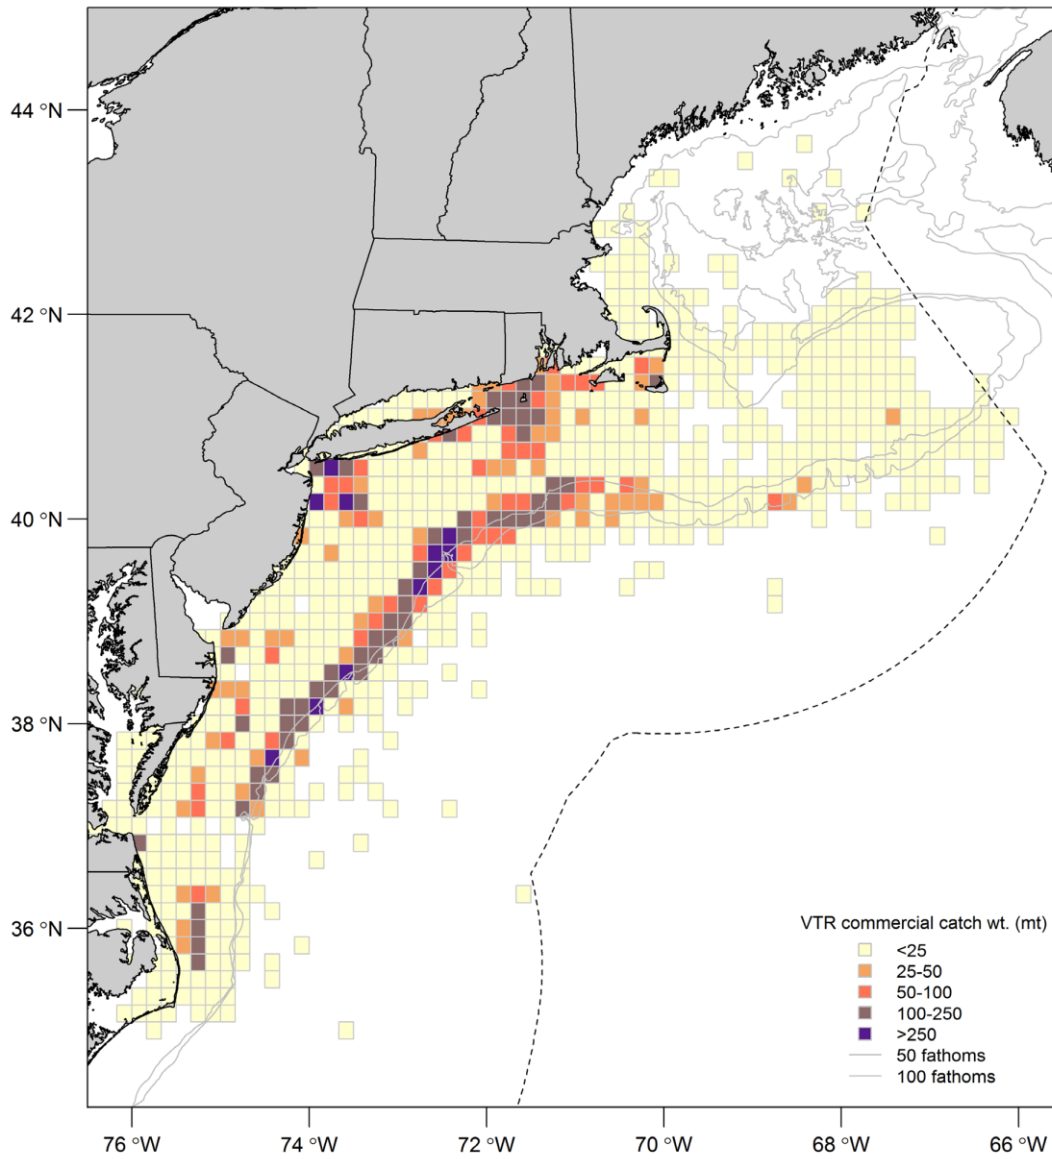 44 °N
42 °N
40 °N
38 °N
36 °N
VTR commercial catch wt. (mt)
<25
25-50
50-100
100-250
>250
50 fathoms
100 fathoms
76 °W
74 °W
72 °W
70 °W
68 °W
66 °W